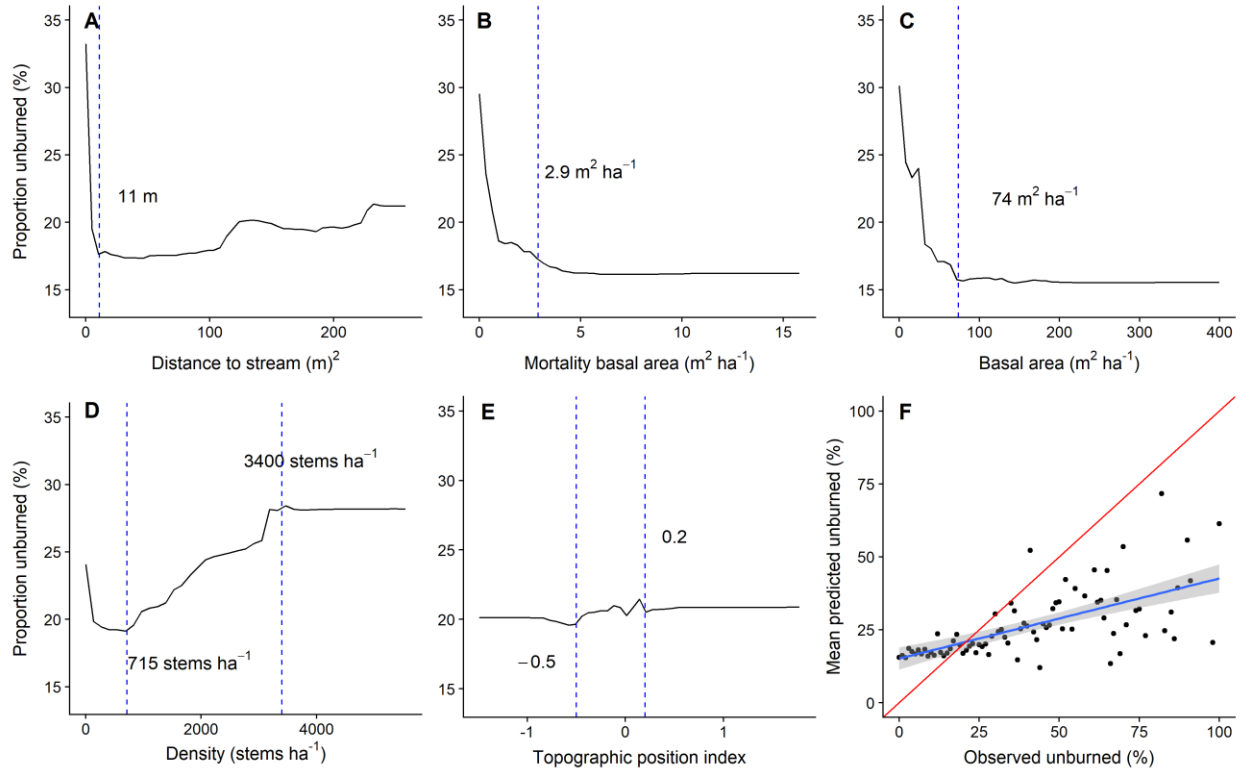 A
B
C
35
30
25
20
15
Proportion unburned (%)
11 m
0
100
200
Distance to stream (m)²
35
30
25
20
15
2.9 m² ha⁻¹
0
5
10
15
Mortality basal area (m² ha⁻¹)
35
30
25
20
15
74 m² ha⁻¹
0
100
200
300
400
Basal area (m² ha⁻¹)
D
E
F
35
30
25
20
15
Proportion unburned (%)
3400 stems ha⁻¹
715 stems ha⁻¹
0
2000
4000
Density (stems ha⁻¹)
35
30
25
20
15
0.2
−0.5
-1
0
1
Topographic position index
100
75
50
25
0
Mean predicted unburned (%)
0
25
50
75
100
Observed unburned (%)